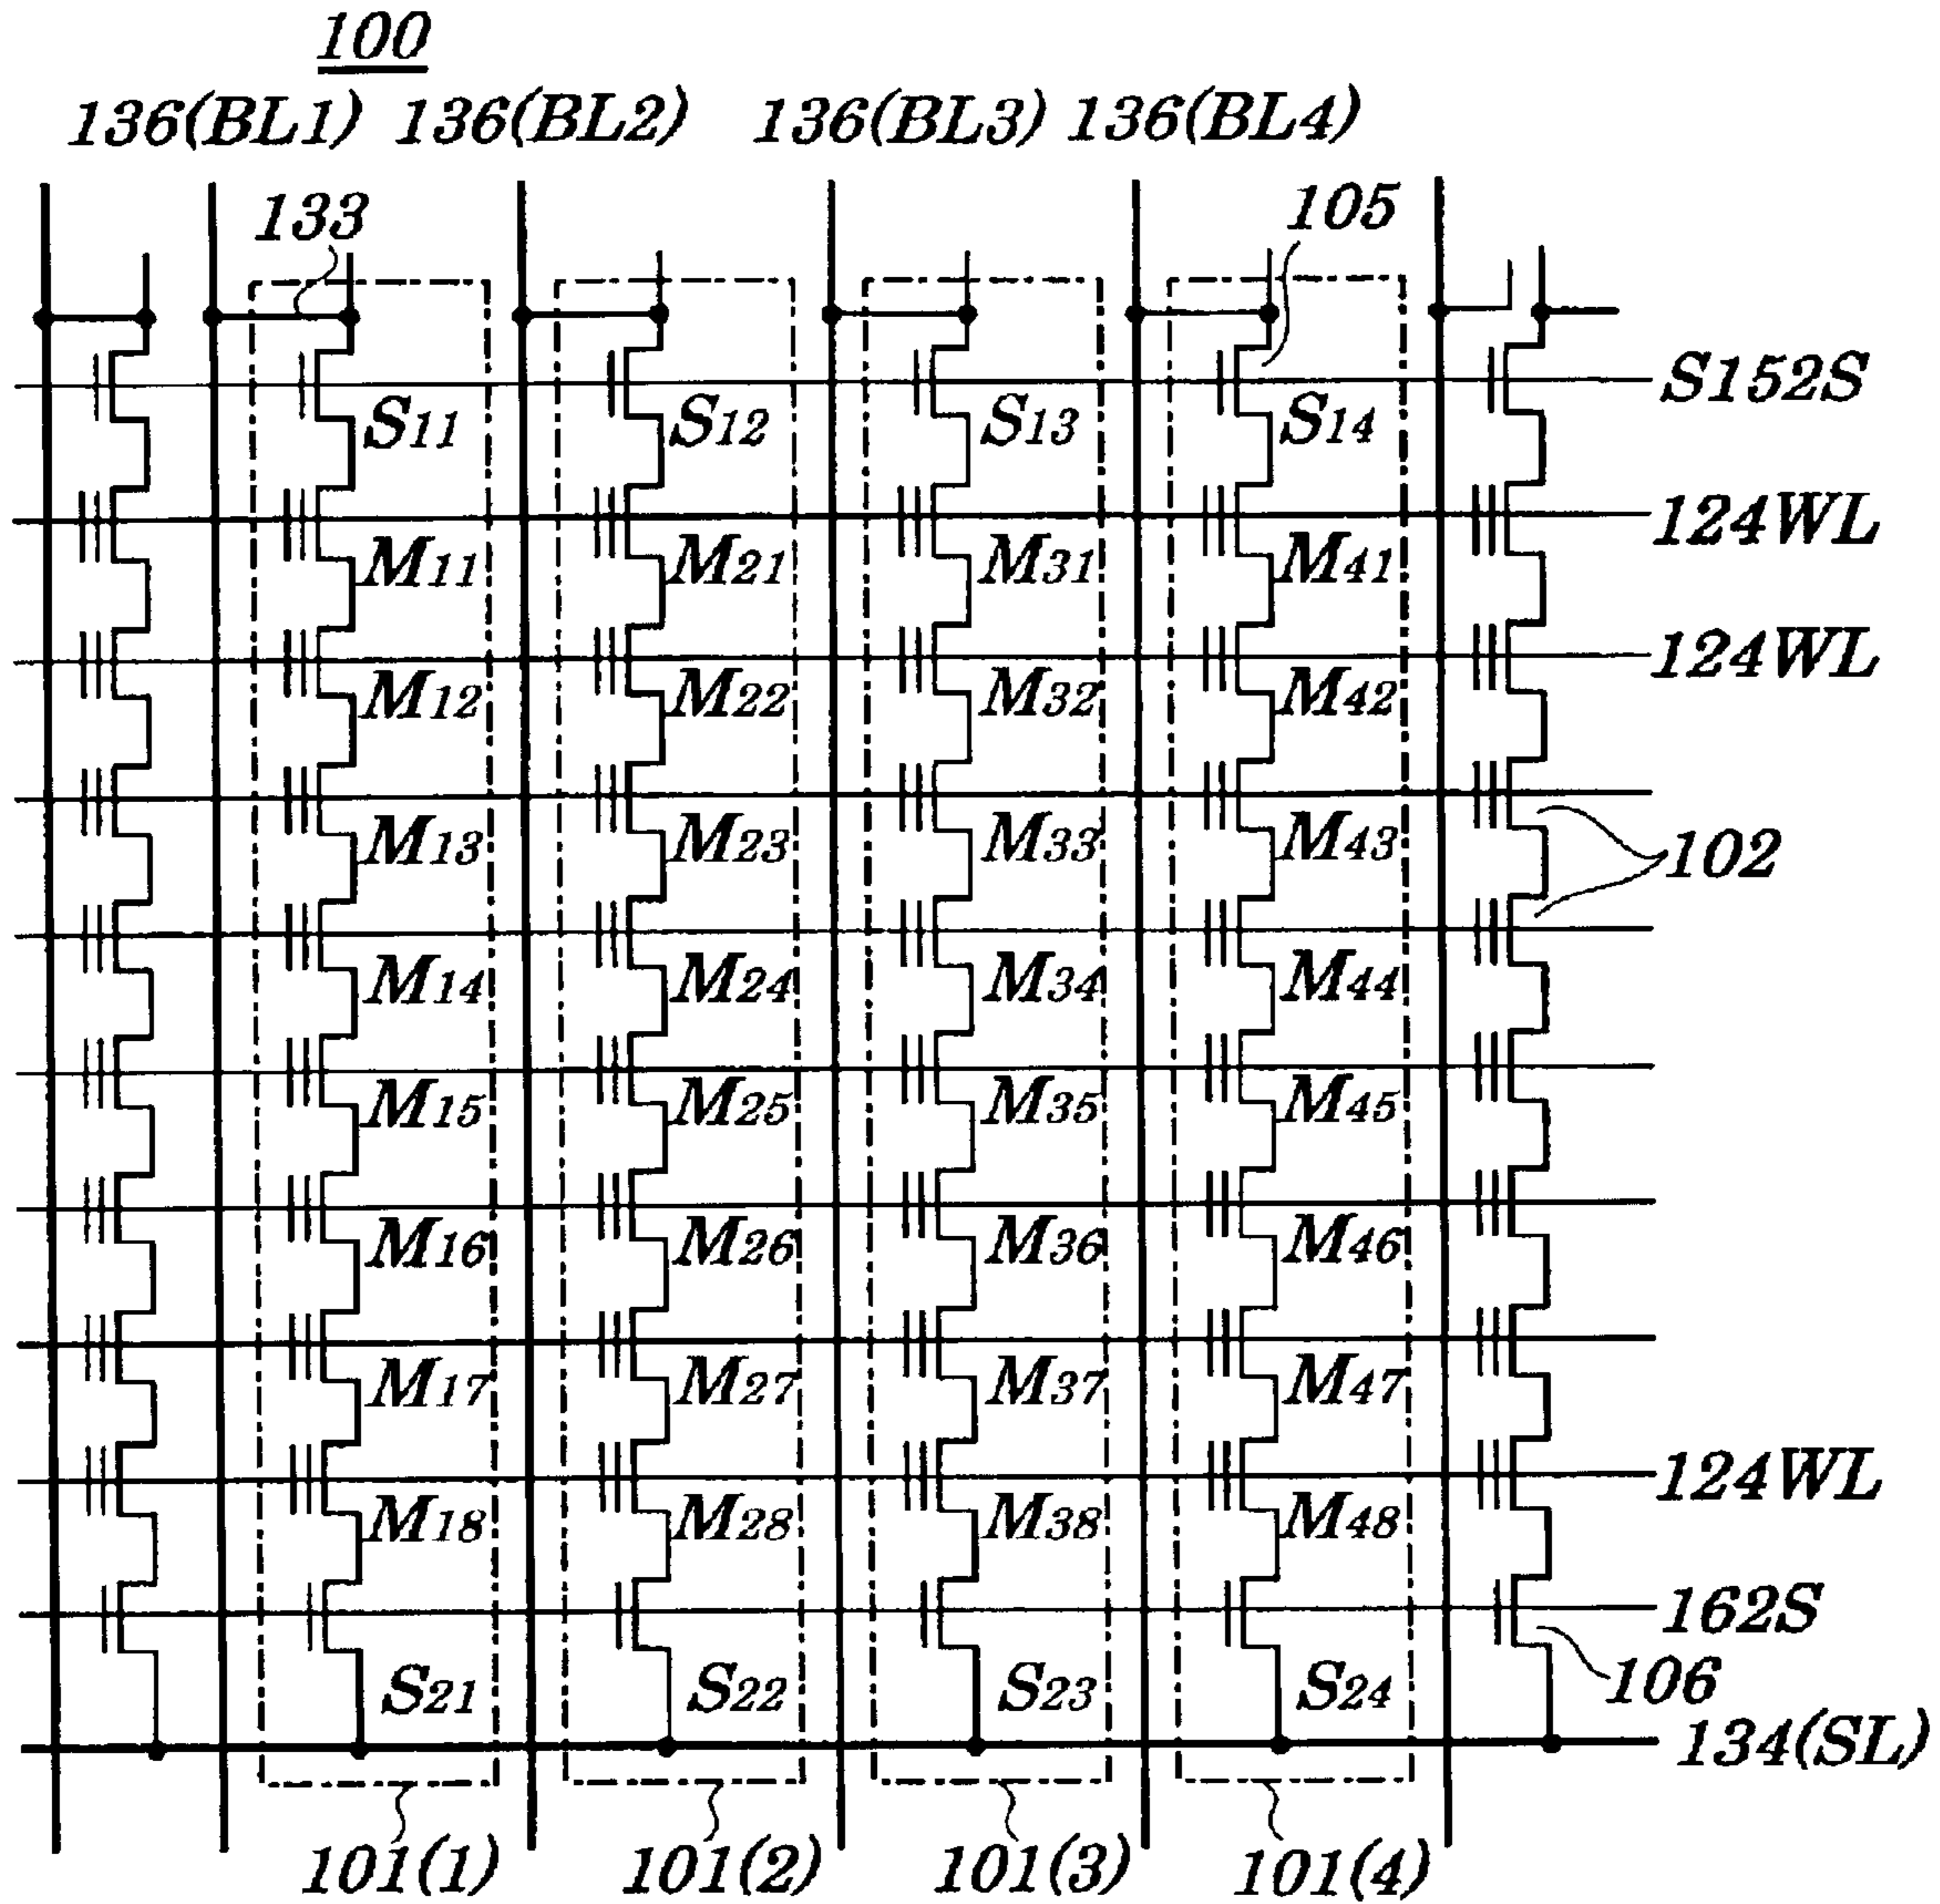 100
136(BL1) 136(BL2) 136(BL3) 136(BL4)
133
105
S152S
S11 S12 S13 S14
124WL
M11 M21 M31 M41
124WL
M12 M22 M32 M42
M13 M23 M33 M43
102
M14 M24 M34 M44
M15 M25 M35 M45
M16 M26 M36 M46
M17 M27 M37 M47
124WL
M18 M28 M38 M48
162S
S21 S22 S23 S24
106
134(SL)
101(1) 101(2) 101(3) 101(4)